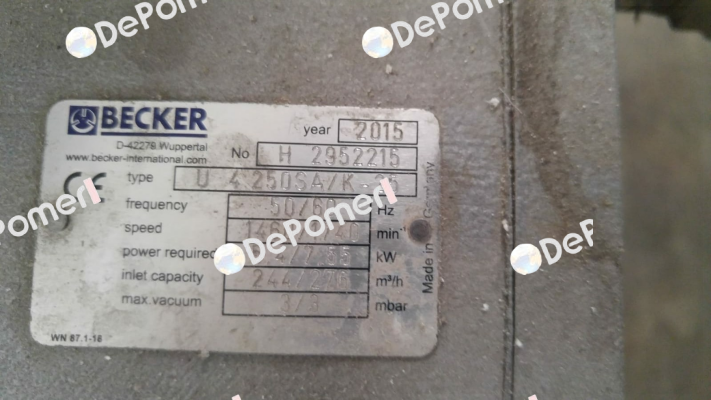 BECKER
D-42279 Wuppertal
www.becker-international.com
year 2015
No H 2952215
type U 4.250SA/K
frequency Hz
speed min⁻¹
power required kW
inlet capacity m³/h
max.vacuum mbar
CE
Made in Germany
WN 87.1-16
DePomeri
DePomeri
DePomeri
DePomeri
DePomeri